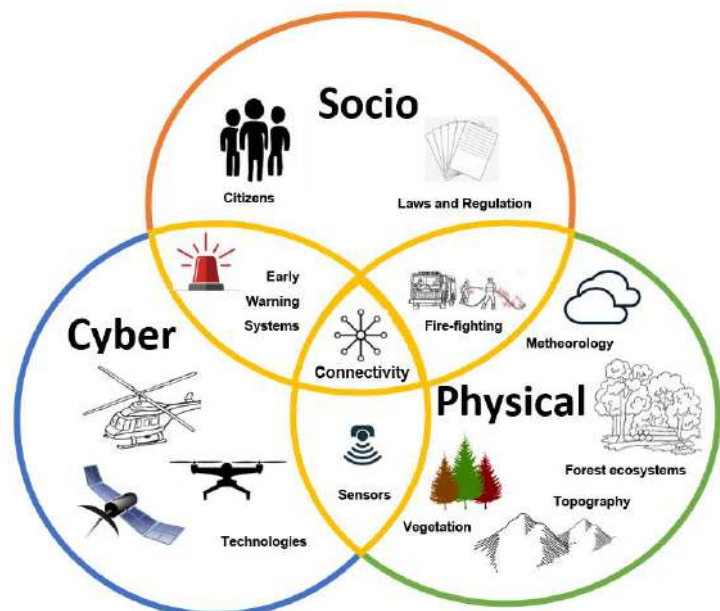 Socio
Citizens
Laws and Regulation
Early
Warning
Systems
Fire-fighting
Metheorology
Cyber
Connectivity
Physical
Forest ecosystems
Sensors
Vegetation
Topography
Technologies